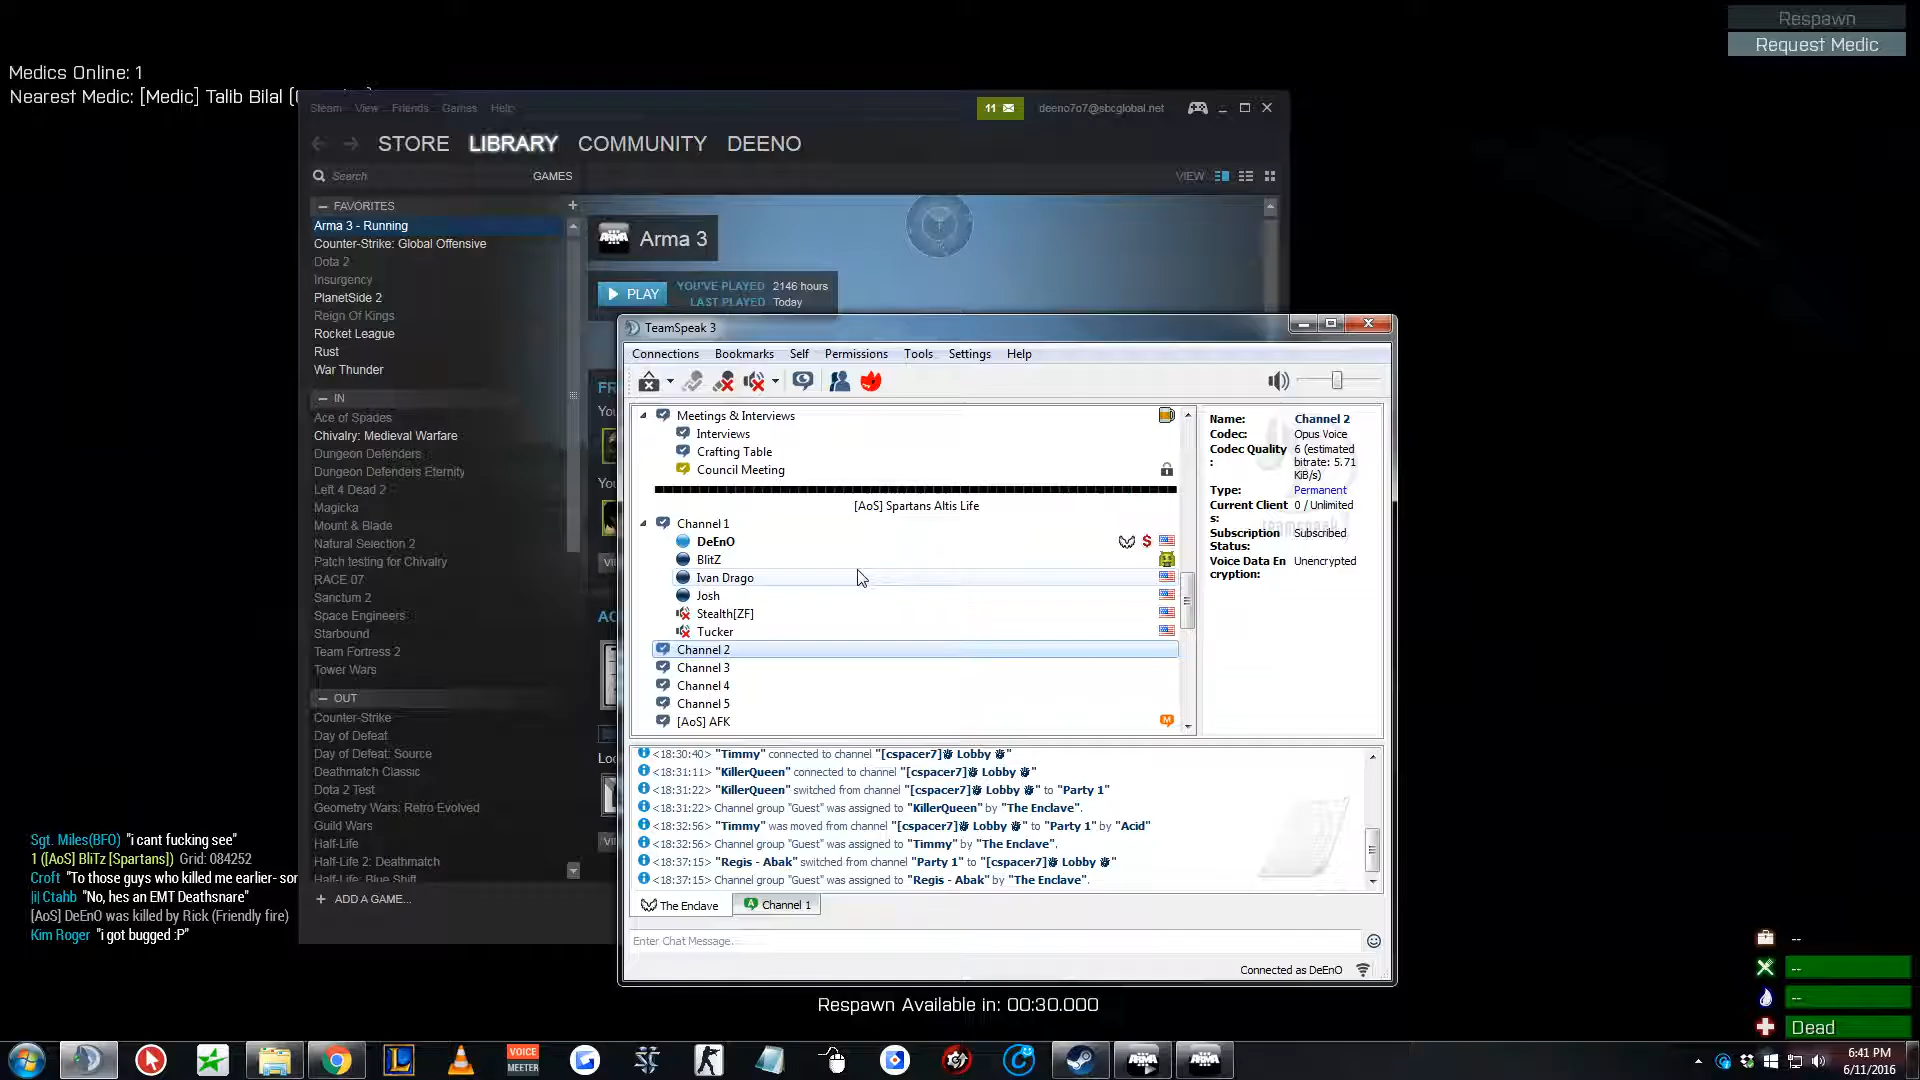 Respawn
Request Medic
Medics Online: 1
Nearest Medic: [Medic] Talib Bilal (
Steam View Friends Games Help
11
deeno7o7@sbcglobal.net
STORE LIBRARY COMMUNITY DEENO
Search
GAMES
VIEW
— FAVORITES +
Arma 3 - Running
Counter-Strike: Global Offensive
Dota 2
Insurgency
PlanetSide 2
Reign Of Kings
Rocket League
Rust
War Thunder
— IN
Ace of Spades
Chivalry: Medieval Warfare
Dungeon Defenders
Dungeon Defenders Eternity
Left 4 Dead 2
Magicka
Mount & Blade
Natural Selection 2
Patch testing for Chivalry
RACE 07
Sanctum 2
Space Engineers
Starbound
Team Fortress 2
Tower Wars
— OUT
Counter-Strike
Day of Defeat
Day of Defeat: Source
Deathmatch Classic
Dota 2 Test
Geometry Wars: Retro Evolved
Guild Wars
Half-Life
Half-Life 2: Deathmatch
Half-Life: Blue Shift
+ ADD A GAME...
ARMA
Arma 3
PLAY
YOU'VE PLAYED 2146 hours
LAST PLAYED Today
FR
You
You
VI
AC
Loc
VI
TeamSpeak 3
Connections Bookmarks Self Permissions Tools Settings Help
Meetings & Interviews
Interviews
Crafting Table
Council Meeting
[AoS] Spartans Altis Life
Channel 1
DeEnO
BlitZ
Ivan Drago
Josh
Stealth[ZF]
Tucker
Channel 2
Channel 3
Channel 4
Channel 5
[AoS] AFK
Name: Channel 2
Codec: Opus Voice
Codec Quality: 6 (estimated bitrate: 5.71 KiB/s)
Type: Permanent
Current Clients: 0 / Unlimited
Subscription Status: Subscribed
Voice Data Encryption: Unencrypted
teamspeak
<18:30:40> "Timmy" connected to channel "[cspacer7]⁂ Lobby ⁂"
<18:31:11> "KillerQueen" connected to channel "[cspacer7]⁂ Lobby ⁂"
<18:31:22> "KillerQueen" switched from channel "[cspacer7]⁂ Lobby ⁂" to "Party 1"
<18:31:22> Channel group "Guest" was assigned to "KillerQueen" by "The Enclave".
<18:32:56> "Timmy" was moved from channel "[cspacer7]⁂ Lobby ⁂" to "Party 1" by "Acid"
<18:32:56> Channel group "Guest" was assigned to "Timmy" by "The Enclave".
<18:37:15> "Regis - Abak" switched from channel "Party 1" to "[cspacer7]⁂ Lobby ⁂"
<18:37:15> Channel group "Guest" was assigned to "Regis - Abak" by "The Enclave".
The Enclave Channel 1
Enter Chat Message...
Connected as DeEnO
Sgt. Miles(BFO) "i cant fucking see"
1 ([AoS] BliTz [Spartans]) Grid: 084252
Croft "To those guys who killed me earlier- sor
|i| Ctahb "No, hes an EMT Deathsnare"
[AoS] DeEnO was killed by Rick (Friendly fire)
Kim Roger "i got bugged :P"
Respawn Available in: 00:30.000
--
--
--
Dead
VOICE
MEETER
ARMA
ARMA
6:41 PM
6/11/2016